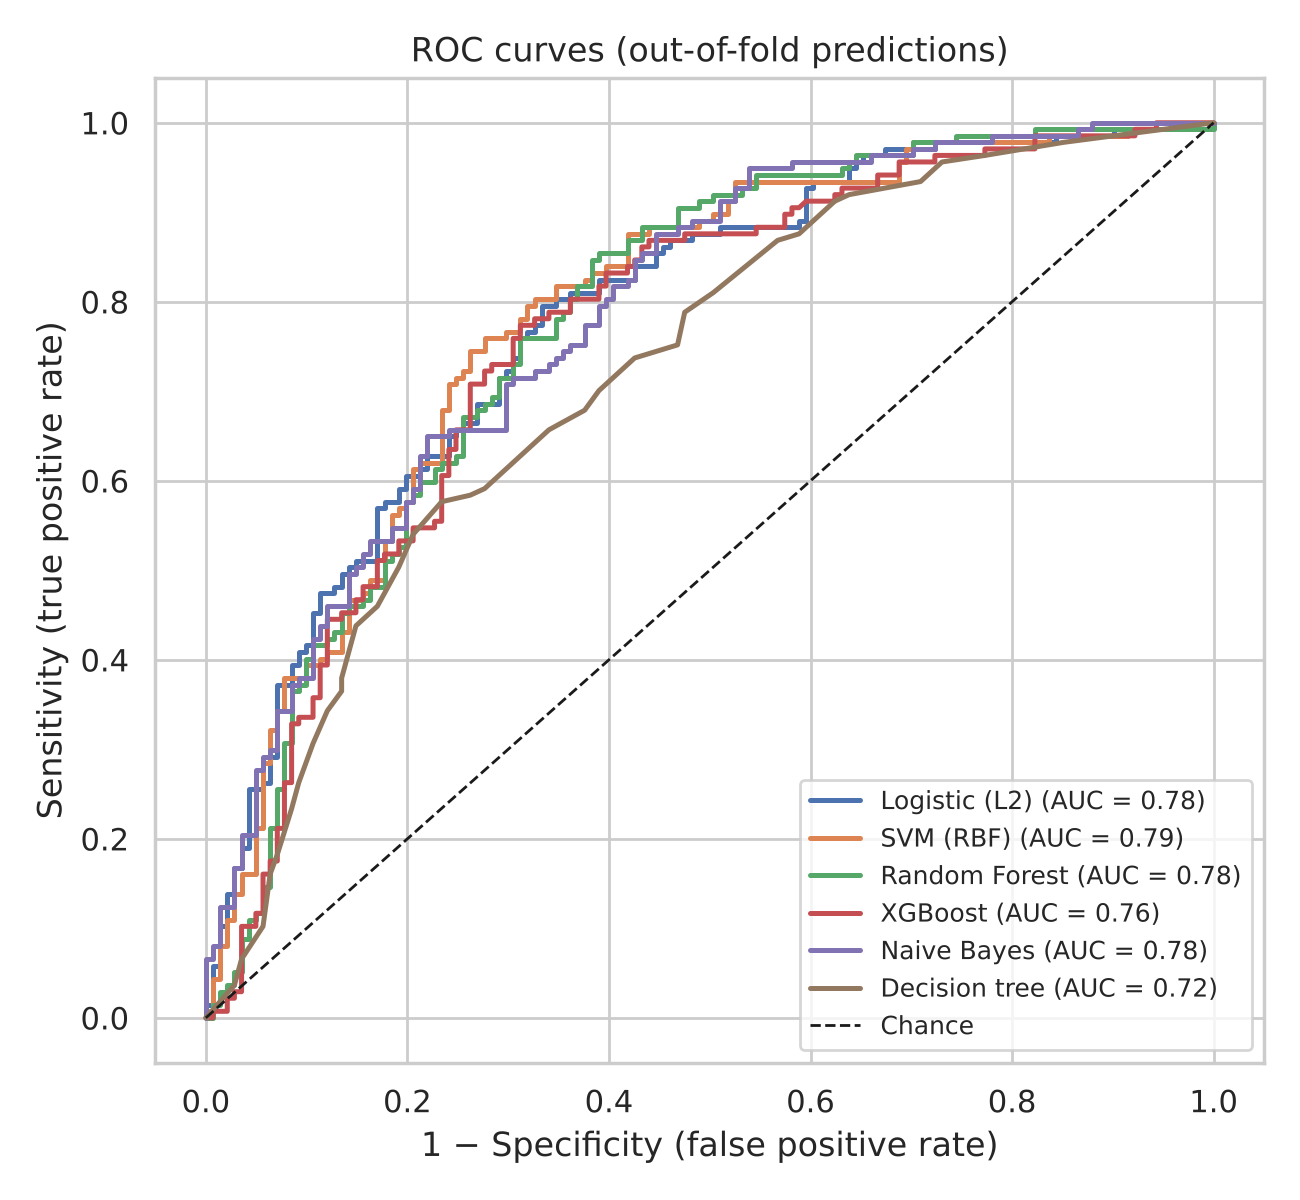 ROC curves (out-of-fold predictions)
Sensitivity (true positive rate)
1.0
0.8
0.6
0.4
0.2
0.0
Logistic (L2) (AUC = 0.78)
SVM (RBF) (AUC = 0.79)
Random Forest (AUC = 0.78)
XGBoost (AUC = 0.76)
Naive Bayes (AUC = 0.78)
Decision tree (AUC = 0.72)
Chance
0.0 0.2 0.4 0.6 0.8 1.0
1 − Specificity (false positive rate)